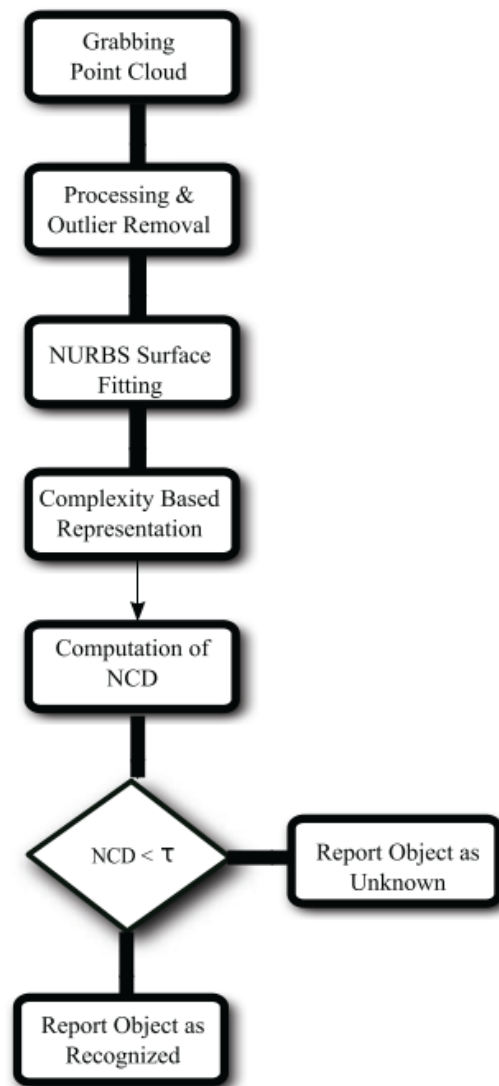 Grabbing
Point Cloud
Processing &
Outlier Removal
NURBS Surface
Fitting
Complexity Based
Representation
Computation of
NCD
NCD < τ
Report Object as
Unknown
Report Object as
Recognized